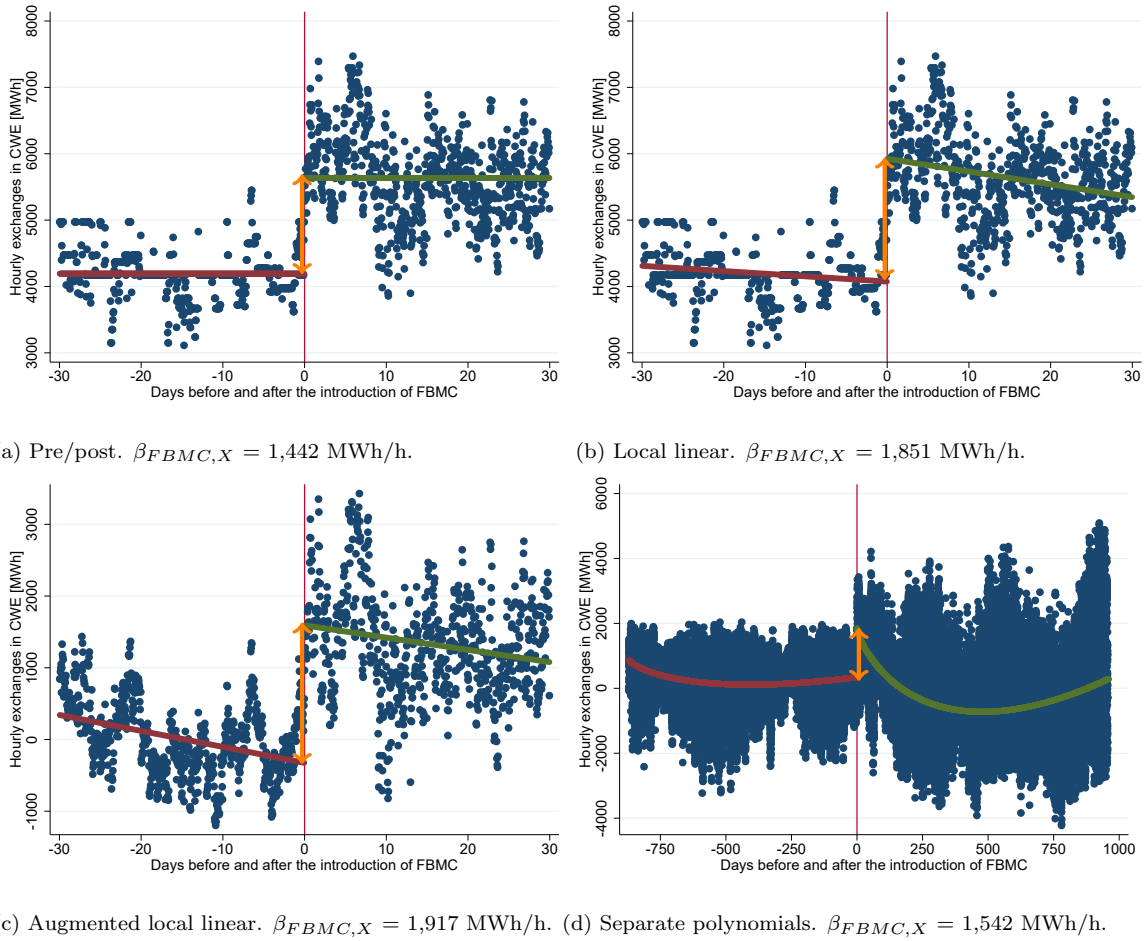 8000
7000
6000
5000
4000
3000
Hourly exchanges in CWE [MWh]
-30 -20 -10 0 10 20 30
Days before and after the introduction of FBMC
8000
7000
6000
5000
4000
3000
Hourly exchanges in CWE [MWh]
-30 -20 -10 0 10 20 30
Days before and after the introduction of FBMC
a) Pre/post. βFBMC,X = 1,442 MWh/h.
(b) Local linear. βFBMC,X = 1,851 MWh/h.
3000
2000
1000
0
-1000
Hourly exchanges in CWE [MWh]
-30 -20 -10 0 10 20 30
Days before and after the introduction of FBMC
6000
4000
2000
0
-2000
-4000
Hourly exchanges in CWE [MWh]
-750 -500 -250 0 250 500 750 1000
Days before and after the introduction of FBMC
c) Augmented local linear. βFBMC,X = 1,917 MWh/h.
(d) Separate polynomials. βFBMC,X = 1,542 MWh/h.